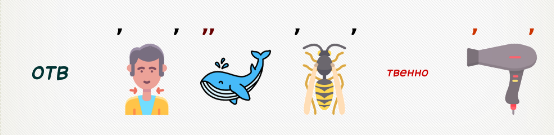 ОТВ , , ,, , , ТВЕННО , ,